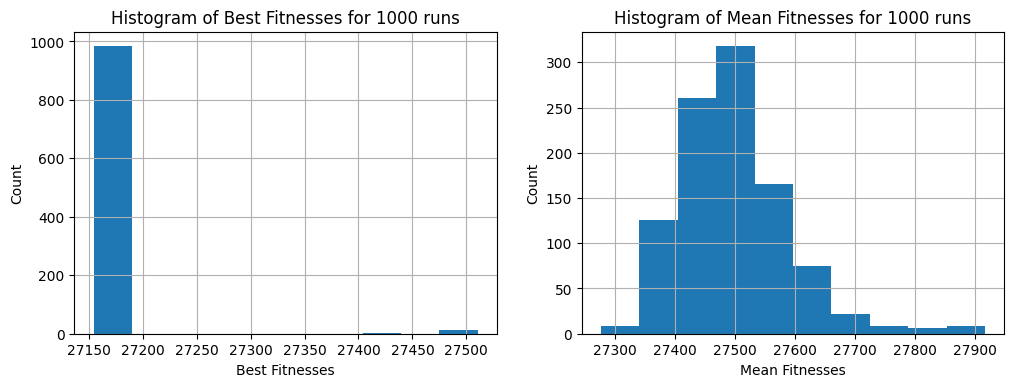 Histogram of Best Fitnesses for 1000 runs
1000
800
600
400
200
0
Count
27150 27200 27250 27300 27350 27400 27450 27500
Best Fitnesses
Histogram of Mean Fitnesses for 1000 runs
300
250
200
150
100
50
0
Count
27300 27400 27500 27600 27700 27800 27900
Mean Fitnesses